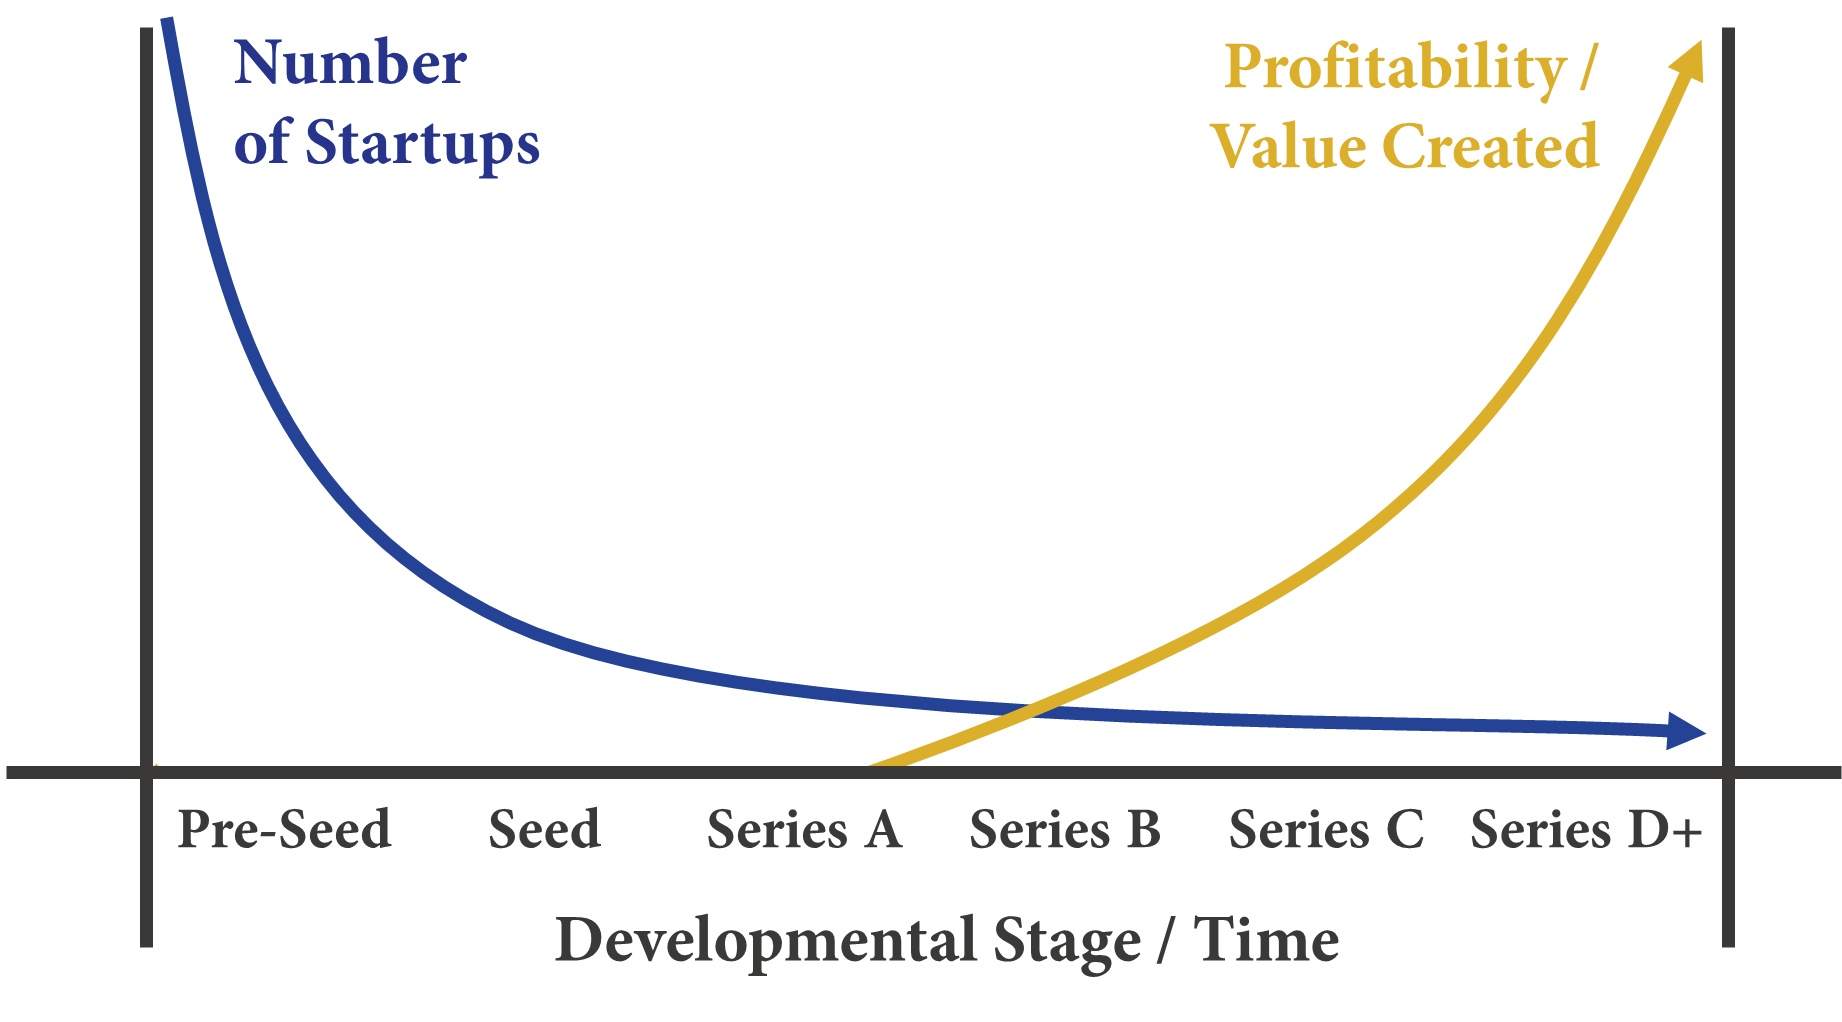 Number
of Startups
Profitability /
Value Created
Pre-Seed
Seed
Series A
Series B
Series C
Series D+
Developmental Stage / Time